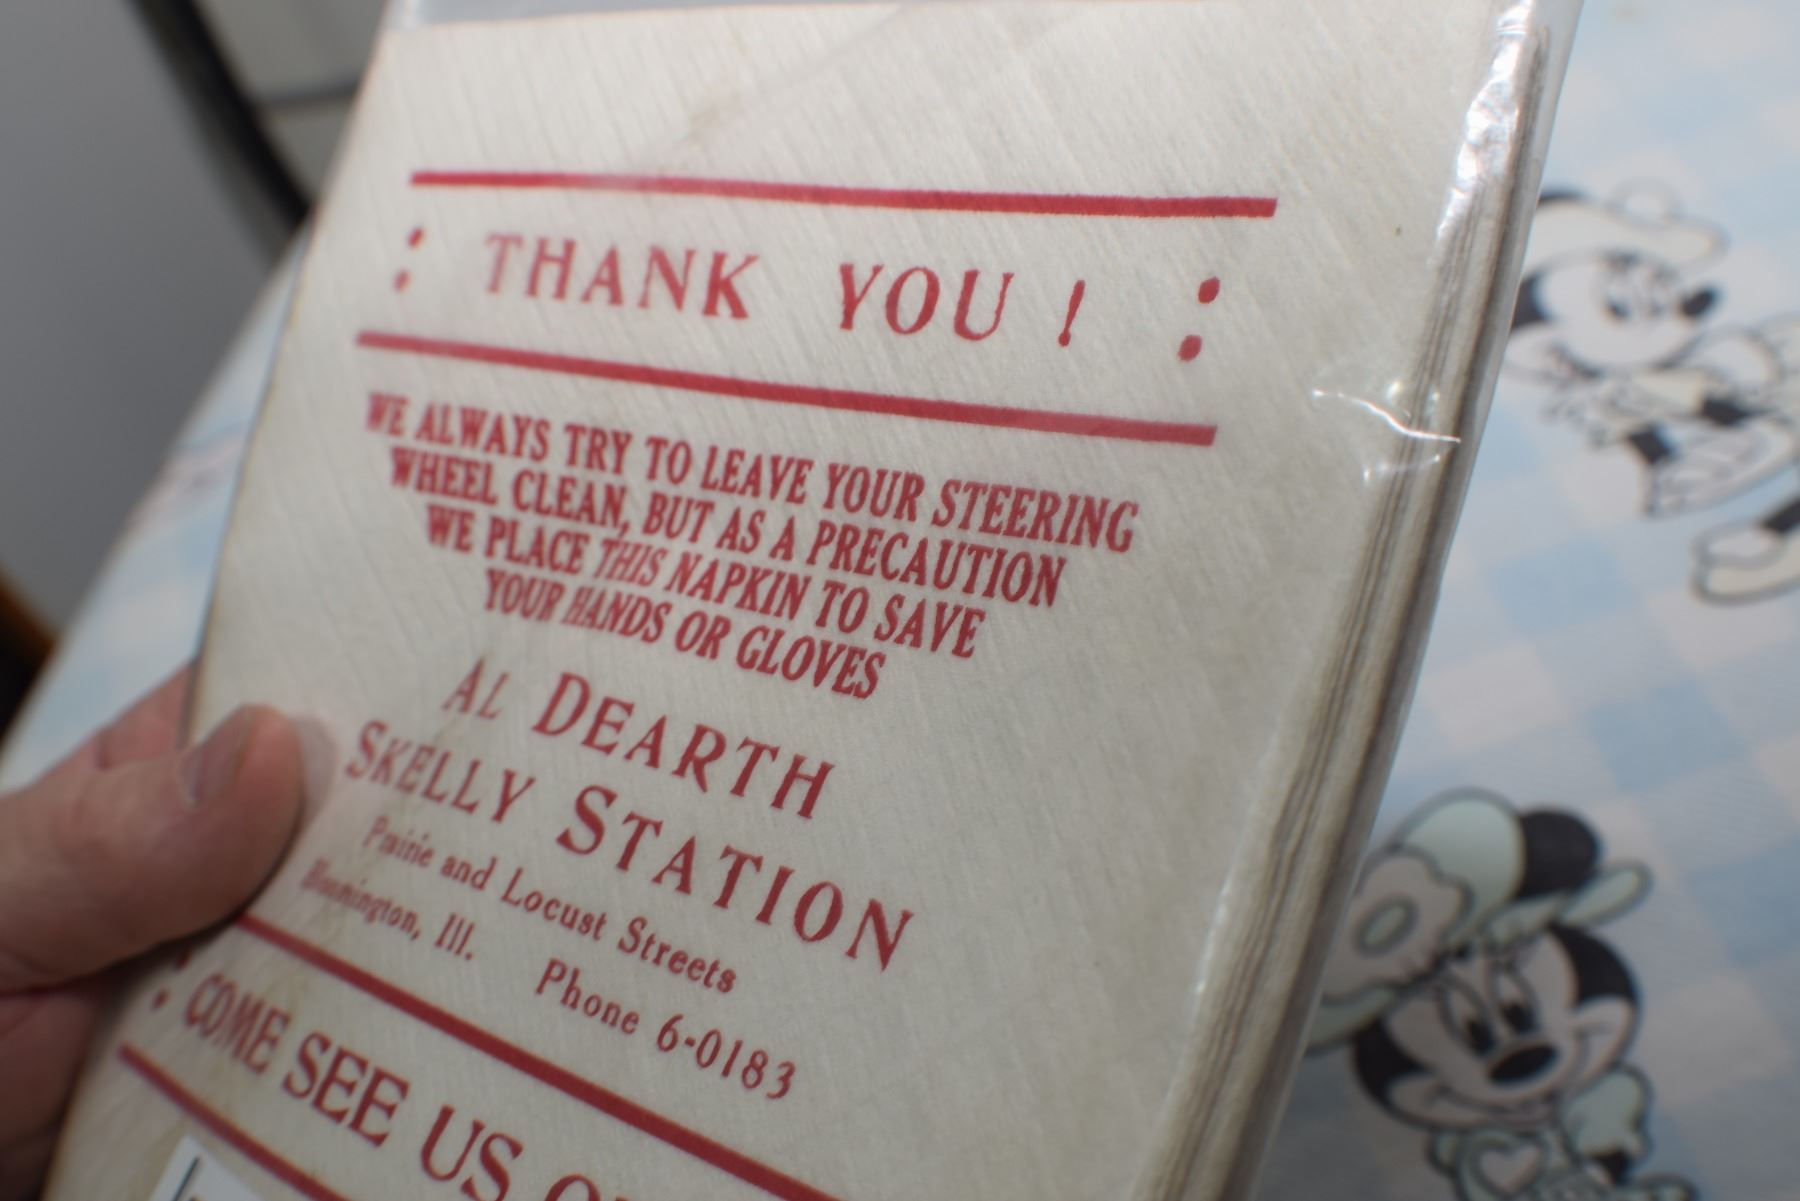 : THANK YOU ! :
WE ALWAYS TRY TO LEAVE YOUR STEERING
WHEEL CLEAN, BUT AS A PRECAUTION
WE PLACE THIS NAPKIN TO SAVE
YOUR HANDS OR GLOVES
AL DEARTH
SKELLY STATION
Prairie and Locust Streets
Bloomington, Ill. Phone 6-0183
: COME SEE US